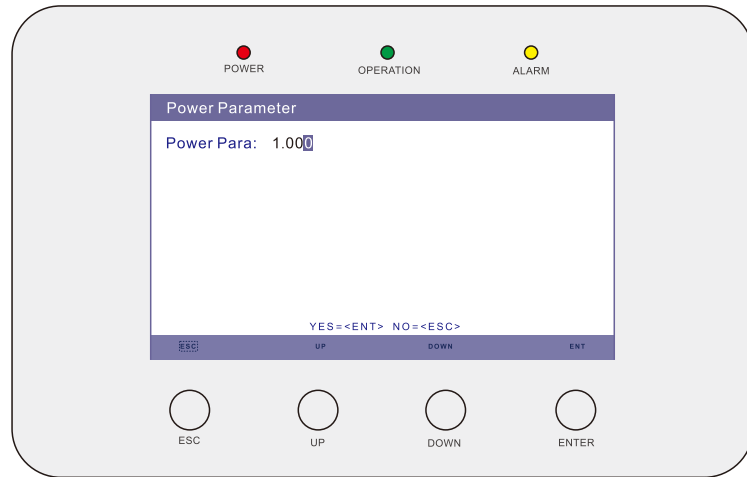 POWER OPERATION ALARM
Power Parameter
Power Para: 1.000
YES=<ENT> NO=<ESC>
ESC UP DOWN ENT
ESC UP DOWN ENTER